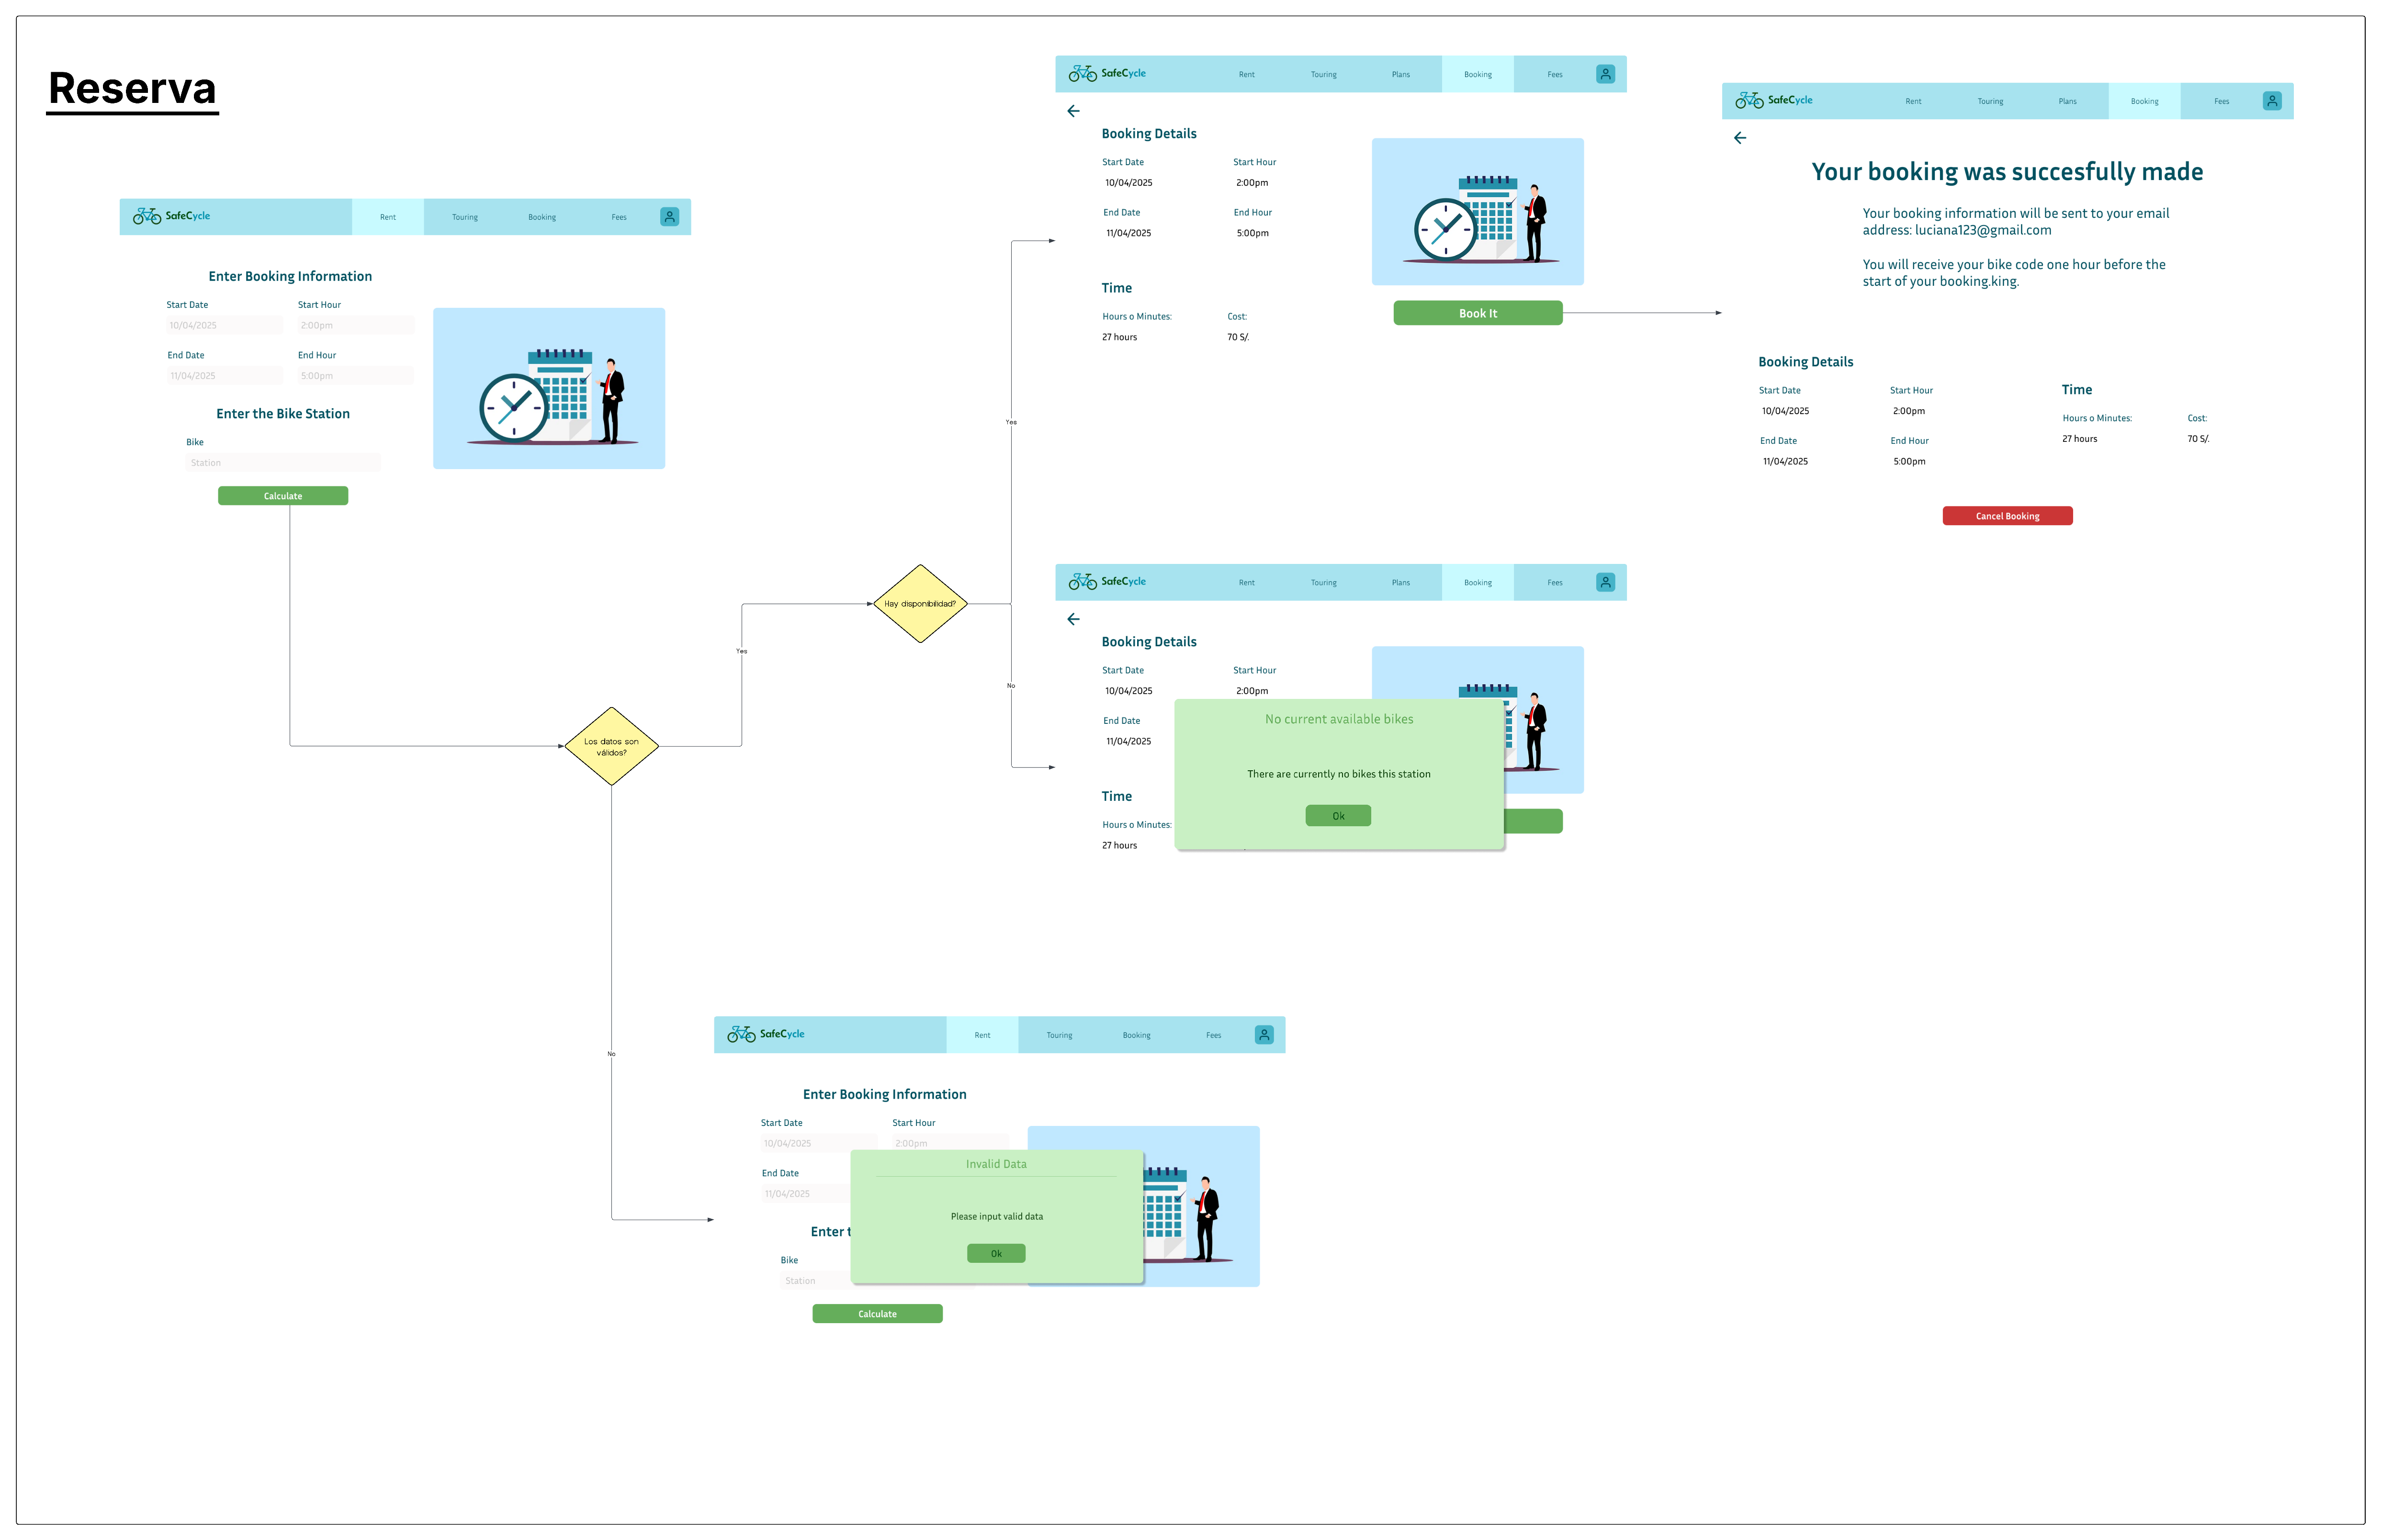 Reserva
SafeCycle
Rent
Touring
Booking
Fees
Enter Booking Information
Start Date
Start Hour
10/04/2025
2:00pm
End Date
End Hour
11/04/2025
5:00pm
Enter the Bike Station
Bike
Station
Calculate
Los datos son
válidos?
Yes
No
Hay disponibilidad?
Yes
No
SafeCycle
Rent
Touring
Plans
Booking
Fees
Booking Details
Start Date
Start Hour
10/04/2025
2:00pm
End Date
End Hour
11/04/2025
5:00pm
Time
Hours o Minutes:
Cost:
27 hours
70 S/.
Book It
SafeCycle
Rent
Touring
Plans
Booking
Fees
Your booking was succesfully made
Your booking information will be sent to your email
address: luciana123@gmail.com
You will receive your bike code one hour before the
start of your booking.king.
Booking Details
Start Date
Start Hour
10/04/2025
2:00pm
End Date
End Hour
11/04/2025
5:00pm
Time
Hours o Minutes:
Cost:
27 hours
70 S/.
Cancel Booking
SafeCycle
Rent
Touring
Plans
Booking
Fees
Booking Details
Start Date
Start Hour
10/04/2025
2:00pm
End Date
11/04/2025
Time
Hours o Minutes:
27 hours
No current available bikes
There are currently no bikes this station
Ok
SafeCycle
Rent
Touring
Booking
Fees
Enter Booking Information
Start Date
Start Hour
10/04/2025
2:00pm
End Date
11/04/2025
Enter t
Bike
Station
Calculate
Invalid Data
Please input valid data
Ok